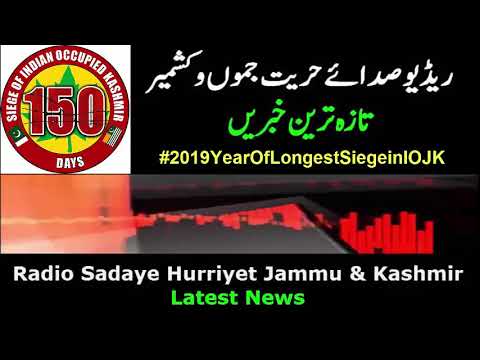 SIEGE OF INDIAN OCCUPIED KASHMIR
150
DAYS
ریڈیو صدائے حریت جموں و کشمیر
تازہ ترین خبریں
#2019YearOfLongestSiegeinIOJK
Radio Sadaye Hurriyet Jammu & Kashmir
Latest News